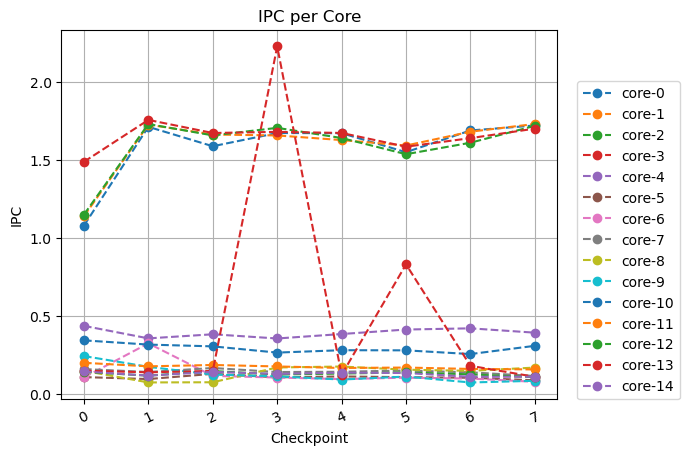 IPC per Core
2.0
1.5
1.0
0.5
0.0
IPC
0 1 2 3 4 5 6 7
Checkpoint
core-0
core-1
core-2
core-3
core-4
core-5
core-6
core-7
core-8
core-9
core-10
core-11
core-12
core-13
core-14